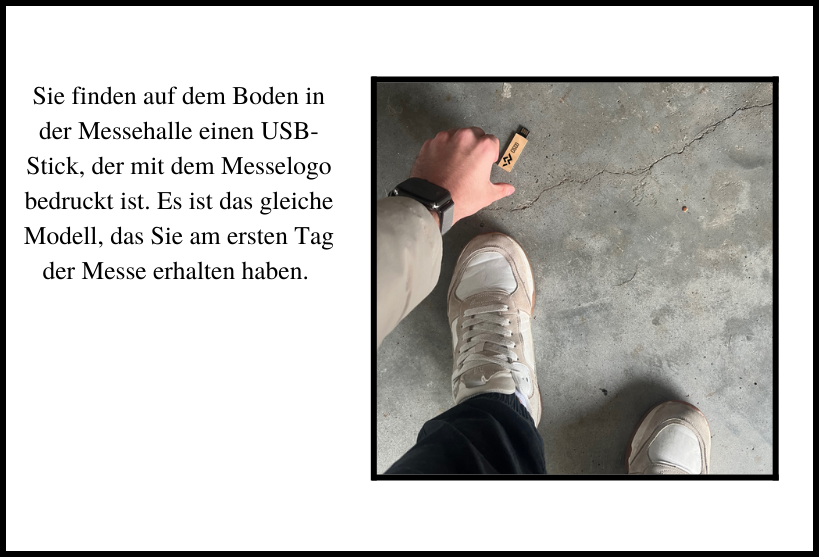 Sie finden auf dem Boden in
der Messehalle einen USB-
Stick, der mit dem Messelogo
bedruckt ist. Es ist das gleiche
Modell, das Sie am ersten Tag
der Messe erhalten haben.